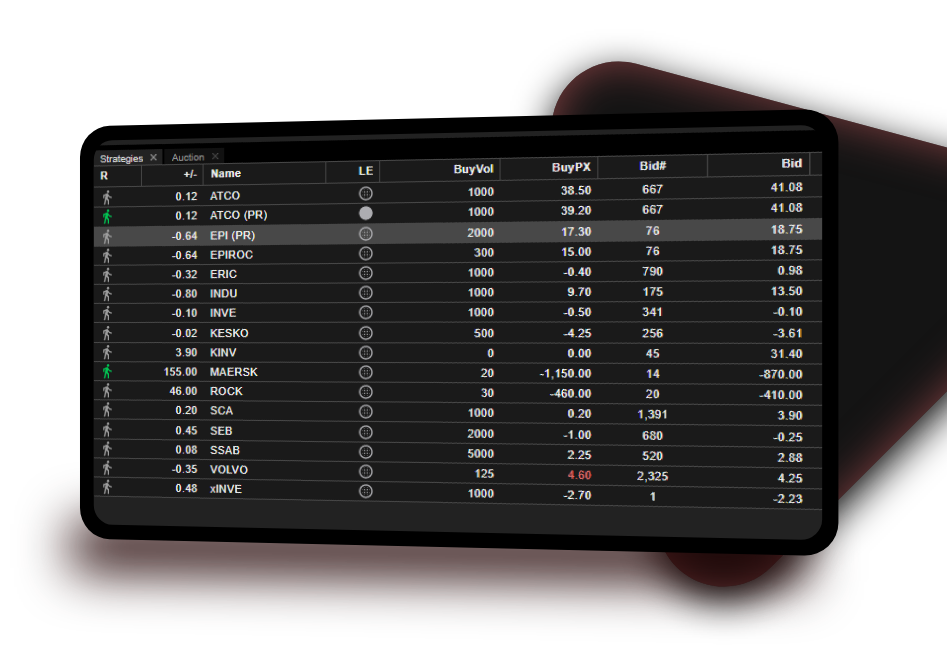 Strategies × Auction ×
R +/- Name LE BuyVol BuyPX Bid# Bid
0.12 ATCO 1000 38.50 667 41.08
0.12 ATCO (PR) 1000 39.20 667 41.08
-0.64 EPI (PR) 2000 17.30 76 18.75
-0.64 EPIROC 300 15.00 76 18.75
-0.32 ERIC 1000 -0.40 790 0.98
-0.80 INDU 1000 9.70 175 13.50
-0.10 INVE 1000 -0.50 341 -0.10
-0.02 KESKO 500 -4.25 256 -3.61
3.90 KINV 0 0.00 45 31.40
155.00 MAERSK 20 -1,150.00 14 -870.00
46.00 ROCK 30 -460.00 20 -410.00
0.20 SCA 1000 0.20 1,391 3.90
0.45 SEB 2000 -1.00 680 -0.25
0.08 SSAB 5000 2.25 520 2.88
-0.35 VOLVO 125 4.60 2,325 4.25
0.48 xINVE 1000 -2.70 1 -2.23